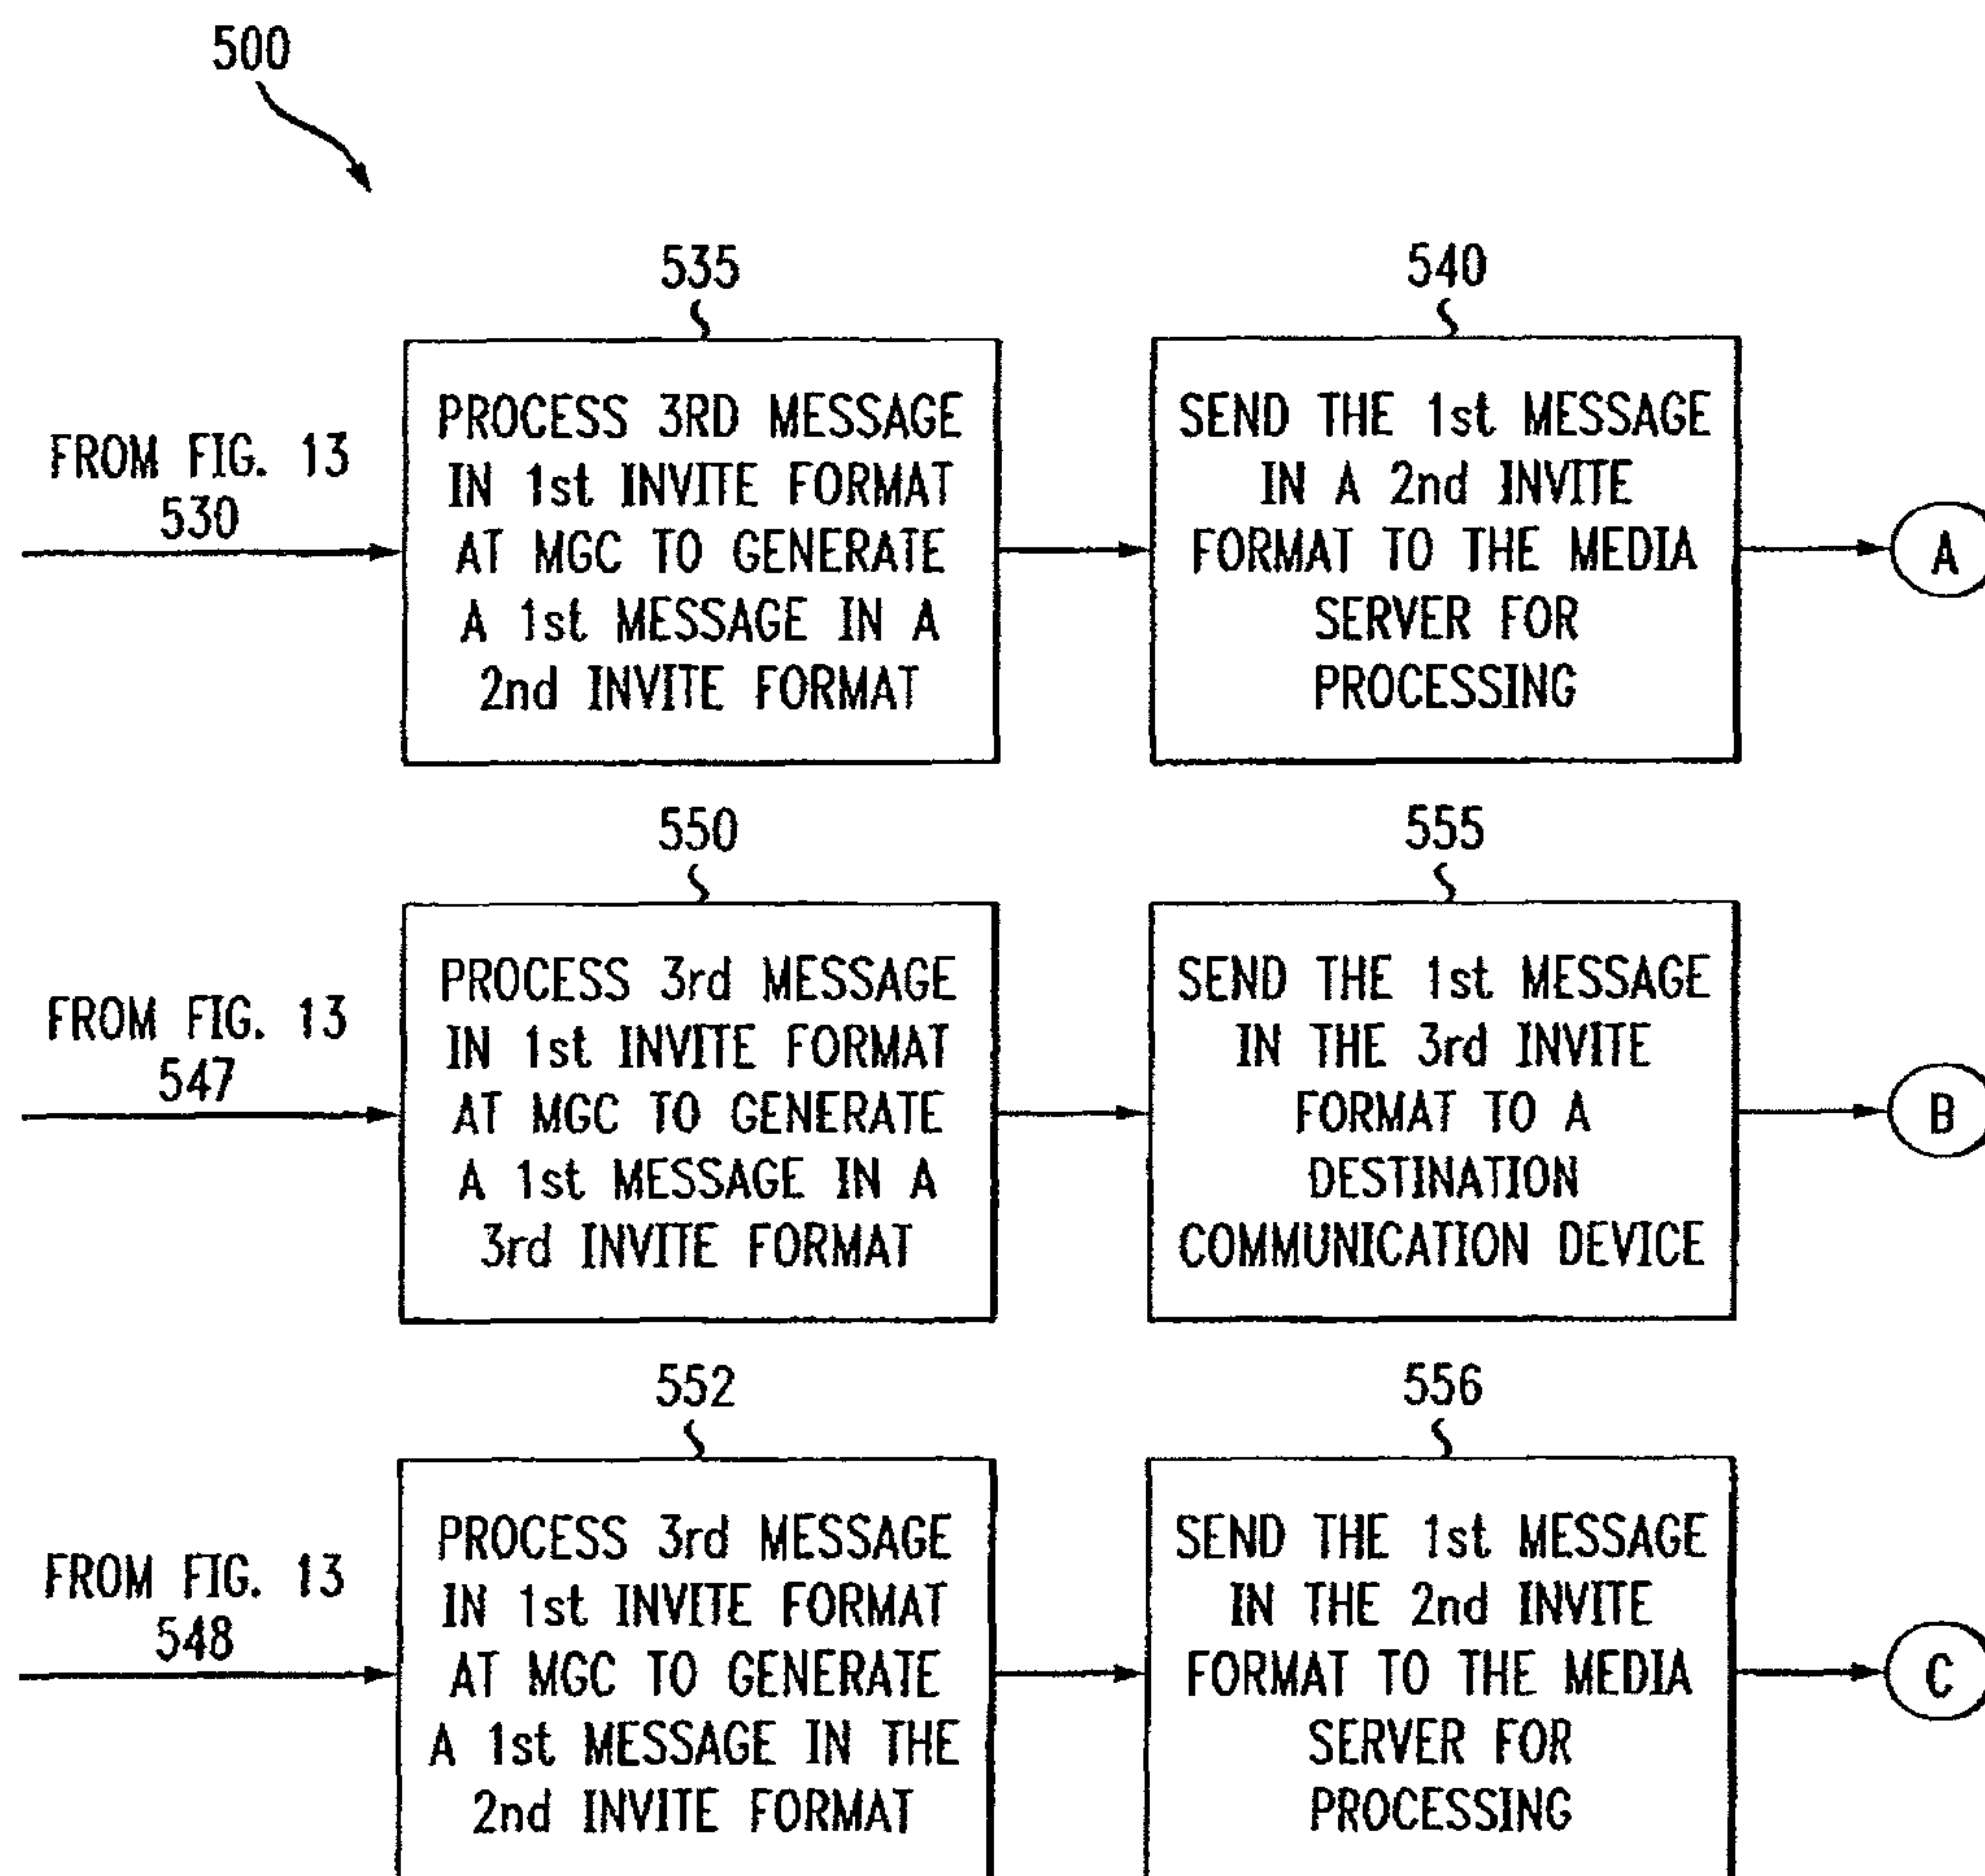 500
535
540
FROM FIG. 13
530
PROCESS 3RD MESSAGE
IN 1st INVITE FORMAT
AT MGC TO GENERATE
A 1st MESSAGE IN A
2nd INVITE FORMAT
SEND THE 1st MESSAGE
IN A 2nd INVITE
FORMAT TO THE MEDIA
SERVER FOR
PROCESSING
A
550
555
FROM FIG. 13
547
PROCESS 3rd MESSAGE
IN 1st INVITE FORMAT
AT MGC TO GENERATE
A 1st MESSAGE IN A
3rd INVITE FORMAT
SEND THE 1st MESSAGE
IN THE 3rd INVITE
FORMAT TO A
DESTINATION
COMMUNICATION DEVICE
B
552
556
FROM FIG. 13
548
PROCESS 3rd MESSAGE
IN 1st INVITE FORMAT
AT MGC TO GENERATE
A 1st MESSAGE IN THE
2nd INVITE FORMAT
SEND THE 1st MESSAGE
IN THE 2nd INVITE
FORMAT TO THE MEDIA
SERVER FOR
PROCESSING
C